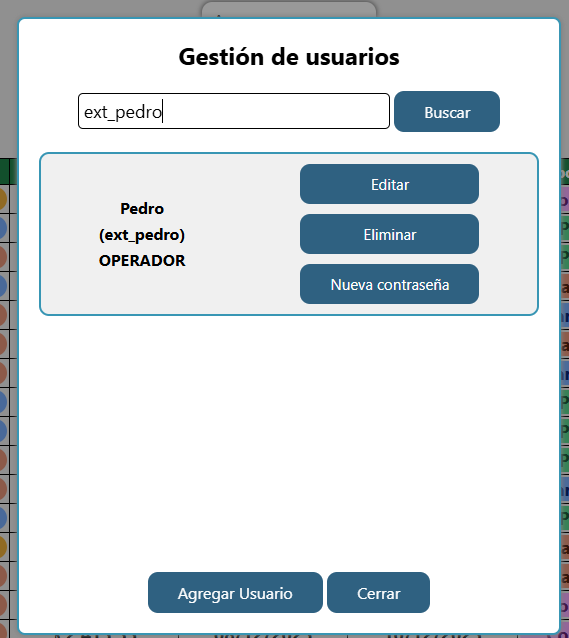 Gestión de usuarios
ext_pedro
Buscar
Pedro
(ext_pedro)
OPERADOR
Editar
Eliminar
Nueva contraseña
Agregar Usuario
Cerrar